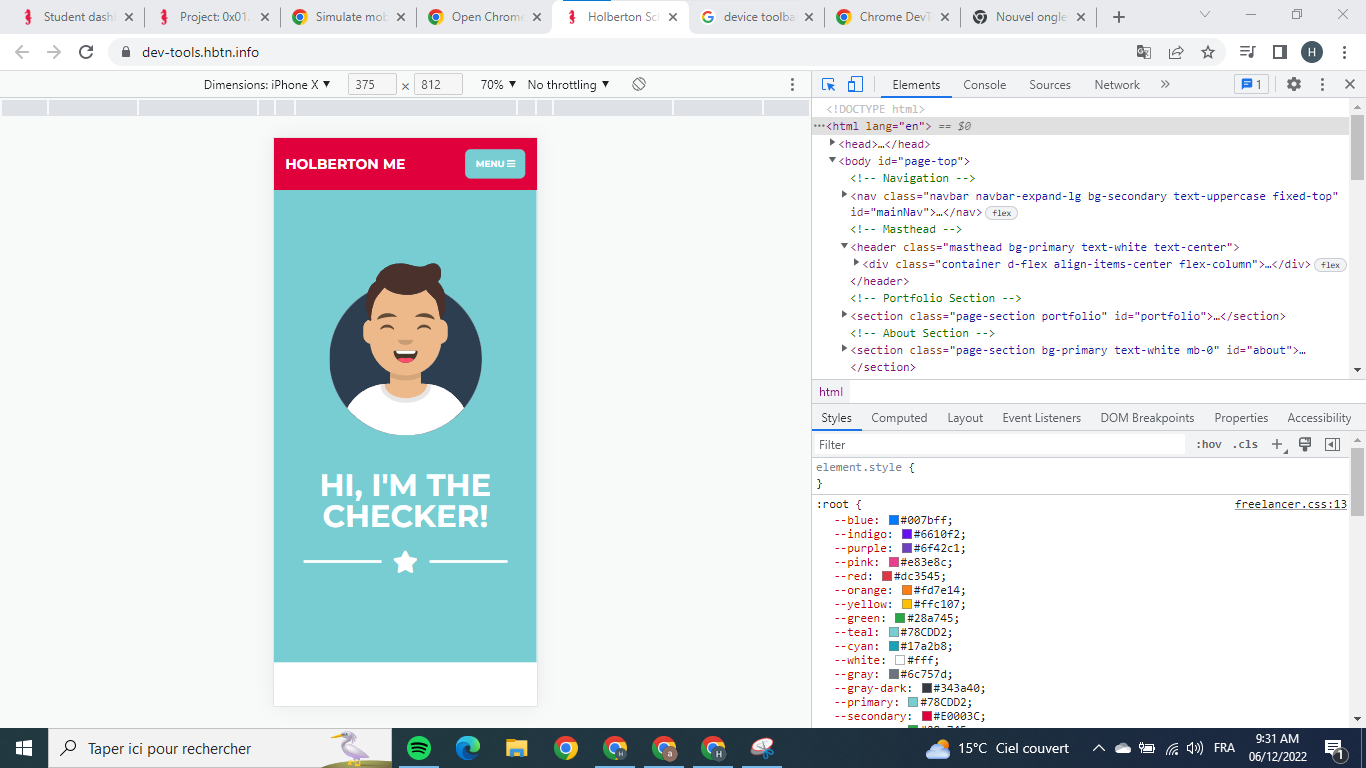 Student dash
Project: 0x01.
Simulate mob
Open Chrome
Holberton Sch
device toolba
Chrome DevT
Nouvel onglet
dev-tools.hbtn.info
H
Dimensions: iPhone X
375
×
812
70%
No throttling
Elements
Console
Sources
Network
1
HOLBERTON ME
MENU
HI, I'M THE
CHECKER!
<!DOCTYPE html>
<html lang="en"> == $0
<head>…</head>
<body id="page-top">
<!-- Navigation -->
<nav class="navbar navbar-expand-lg bg-secondary text-uppercase fixed-top"
id="mainNav">…</nav> flex
<!-- Masthead -->
<header class="masthead bg-primary text-white text-center">
<div class="container d-flex align-items-center flex-column">…</div> flex
</header>
<!-- Portfolio Section -->
<section class="page-section portfolio" id="portfolio">…</section>
<!-- About Section -->
<section class="page-section bg-primary text-white mb-0" id="about">…
</section>
html
Styles
Computed
Layout
Event Listeners
DOM Breakpoints
Properties
Accessibility
Filter
:hov
.cls
element.style {
}
:root {
freelancer.css:13
--blue: #007bff;
--indigo: #6610f2;
--purple: #6f42c1;
--pink: #e83e8c;
--red: #dc3545;
--orange: #fd7e14;
--yellow: #ffc107;
--green: #28a745;
--teal: #78CDD2;
--cyan: #17a2b8;
--white: #fff;
--gray: #6c757d;
--gray-dark: #343a40;
--primary: #78CDD2;
--secondary: #E0003C;
Taper ici pour rechercher
15°C Ciel couvert
FRA
9:31 AM
06/12/2022
1